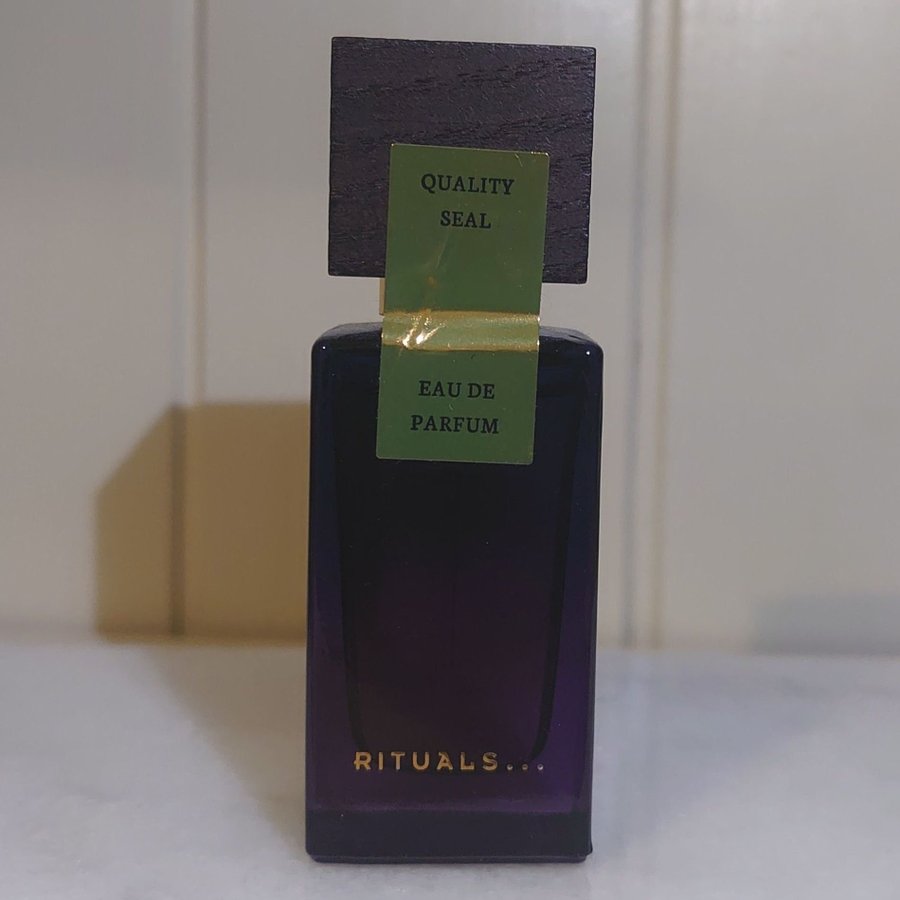 QUALITY
SEAL
EAU DE
PARFUM
RITUALS...